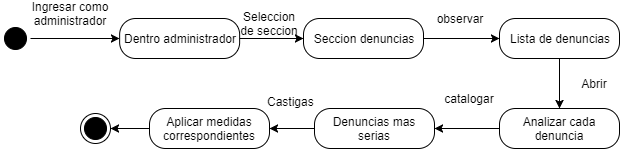 Ingresar como
administrador
Dentro administrador
Seleccion
de seccion
Seccion denuncias
observar
Lista de denuncias
Abrir
Analizar cada
denuncia
catalogar
Denuncias mas
serias
Castigas
Aplicar medidas
correspondientes